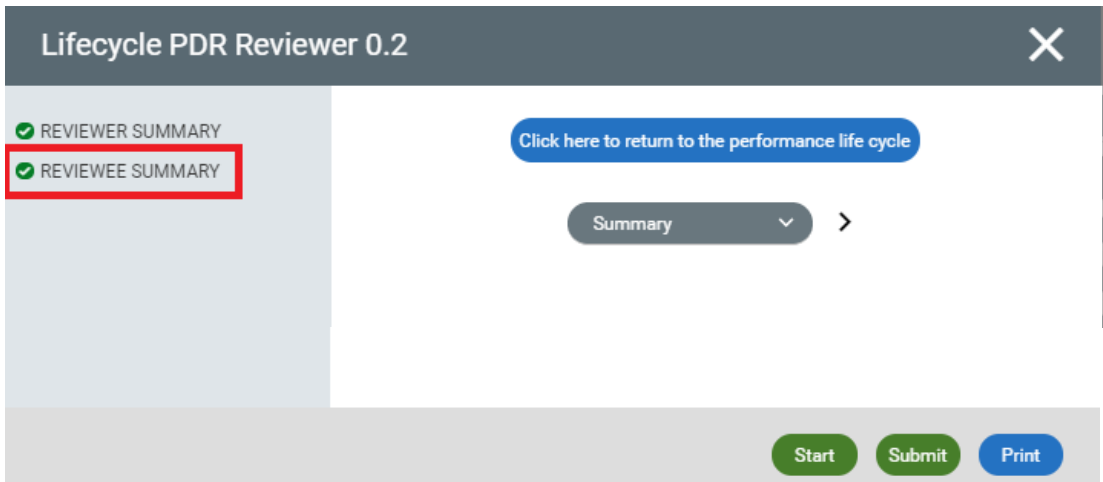 Lifecycle PDR Reviewer 0.2
REVIEWER SUMMARY
REVIEWEE SUMMARY
Click here to return to the performance life cycle
Summary
Start Submit Print